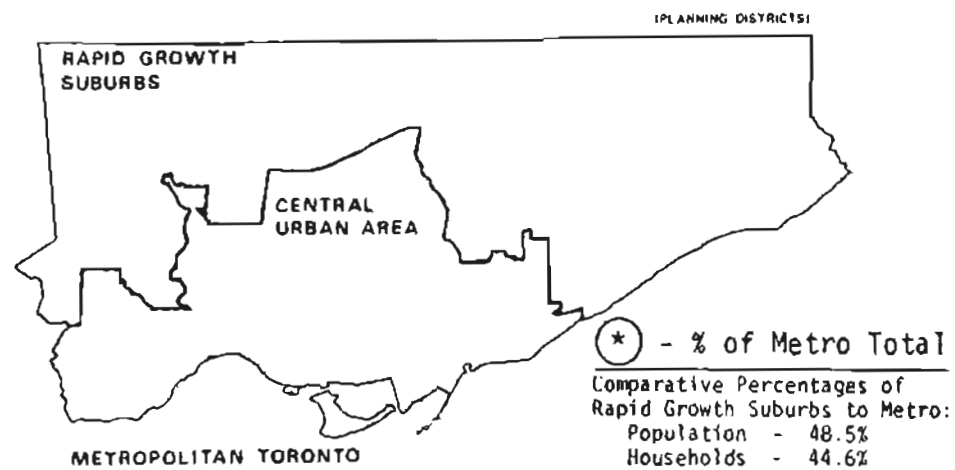 (PLANNING DISTRICTS)
RAPID GROWTH
SUBURBS
CENTRAL
URBAN AREA
* - % of Metro Total
Comparative Percentages of
Rapid Growth Suburbs to Metro:
Population - 48.5%
Households - 44.6%
METROPOLITAN TORONTO